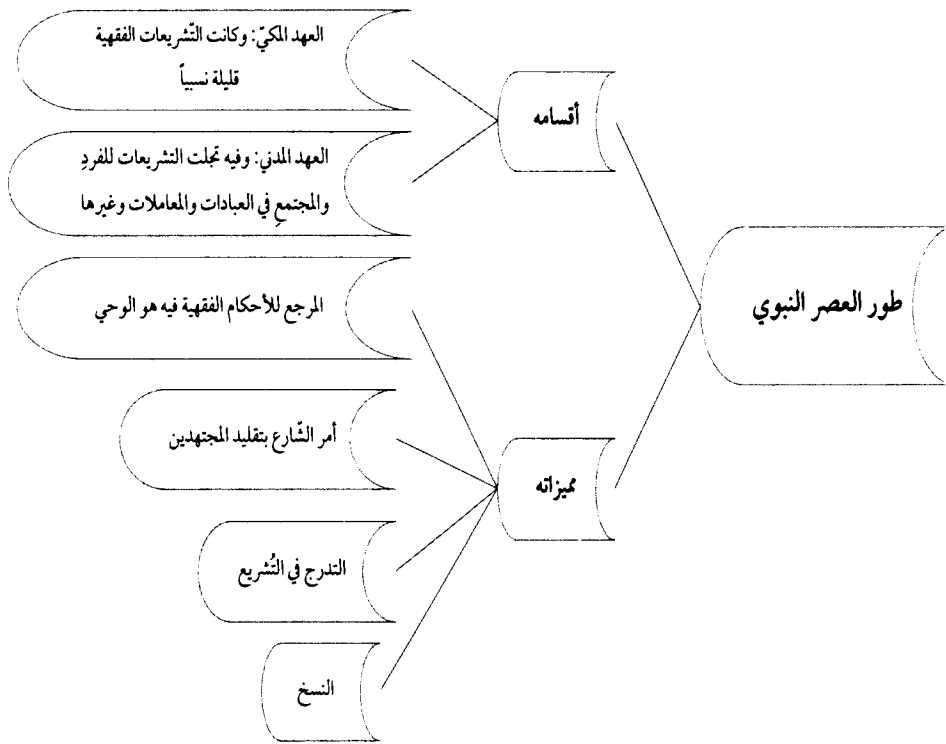 طور العصر النبوي
أقسامه
العهد المكيّ: وكانت التّشريعات الفقهية
قليلة نسبياً
العهد المدني: وفيه تجلت التشريعات للفردِ
والمجتمعِ في العبادات والمعاملات وغيرها
مميزاته
المرجع للأحكام الفقهية فيه هو الوحي
أمر الشّارع بتقليد المجتهدين
التدرج في التُشريع
النسخ